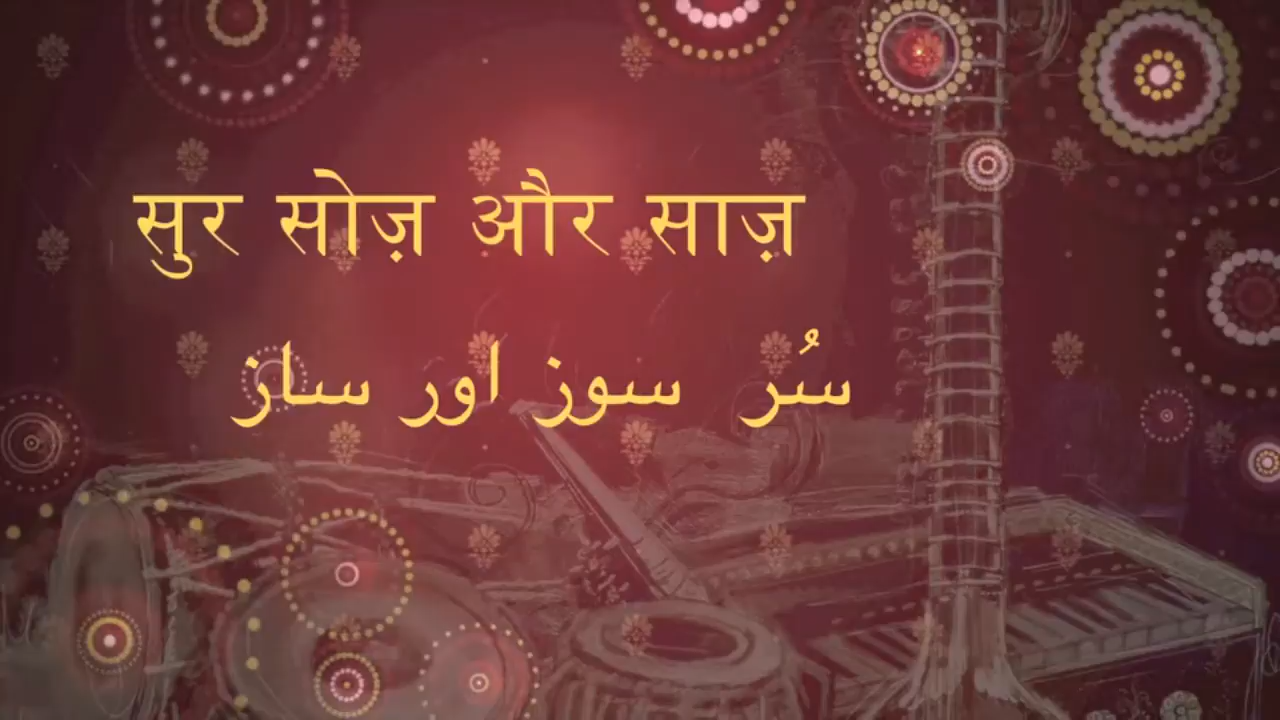 सुर सोज़ और साज़
سُر سوز اور ساز